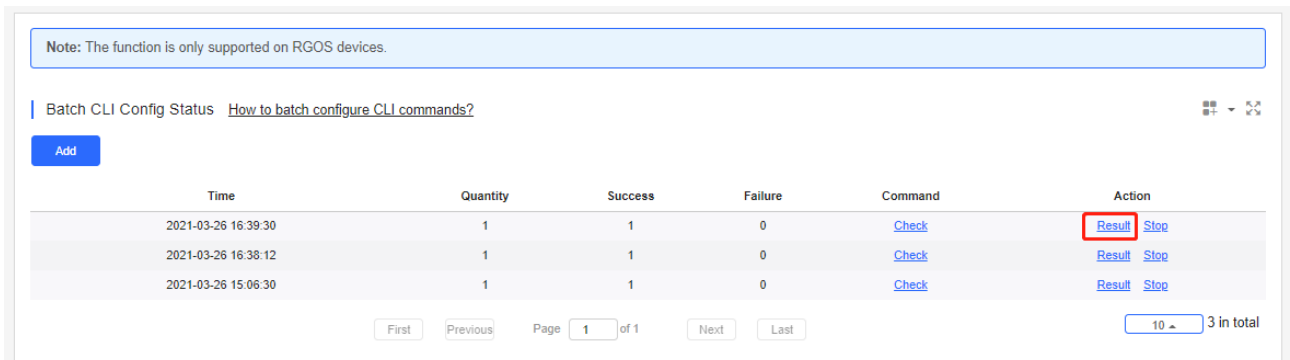 Note: The function is only supported on RGOS devices.
Batch CLI Config Status How to batch configure CLI commands?
Add
Time Quantity Success Failure Command Action
2021-03-26 16:39:30 1 1 0 Check Result Stop
2021-03-26 16:38:12 1 1 0 Check Result Stop
2021-03-26 15:06:30 1 1 0 Check Result Stop
First Previous Page 1 of 1 Next Last 10 3 in total